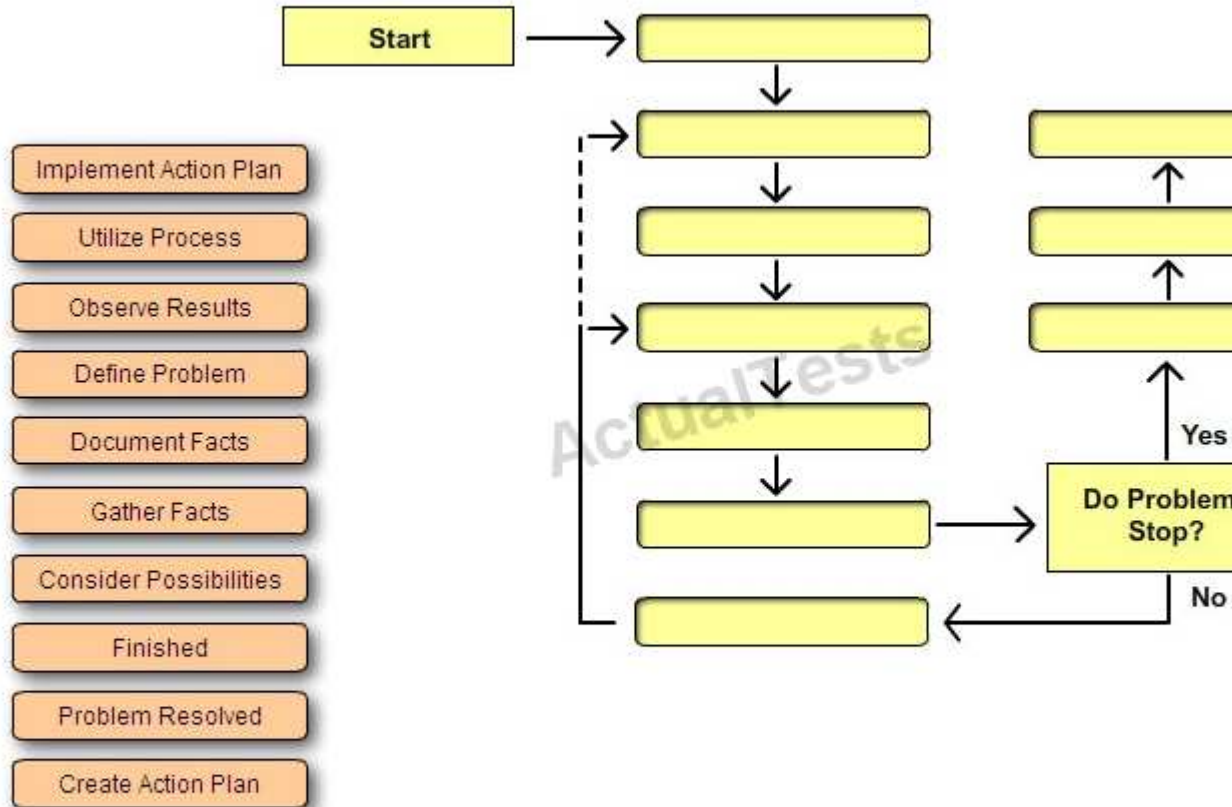 Start
Implement Action Plan
Utilize Process
Observe Results
Define Problem
Document Facts
Gather Facts
Consider Possibilities
Finished
Problem Resolved
Create Action Plan
ActualTests
Yes
Do Problem
Stop?
No